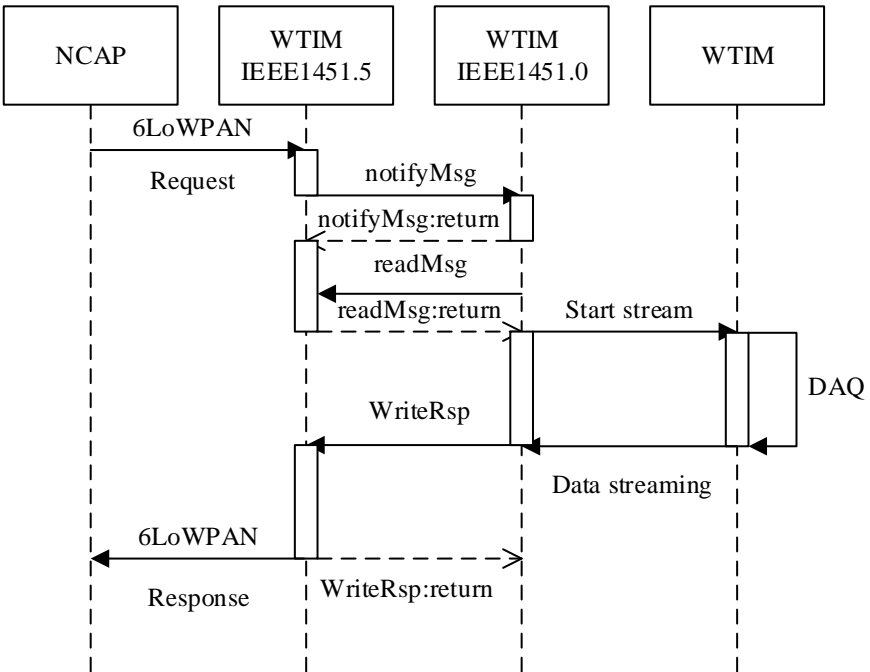 NCAP
WTIM
IEEE1451.5
WTIM
IEEE1451.0
WTIM
6LoWPAN
Request
notifyMsg
notifyMsg:return
readMsg
readMsg:return
Start stream
DAQ
WriteRsp
Data streaming
6LoWPAN
Response
WriteRsp:return